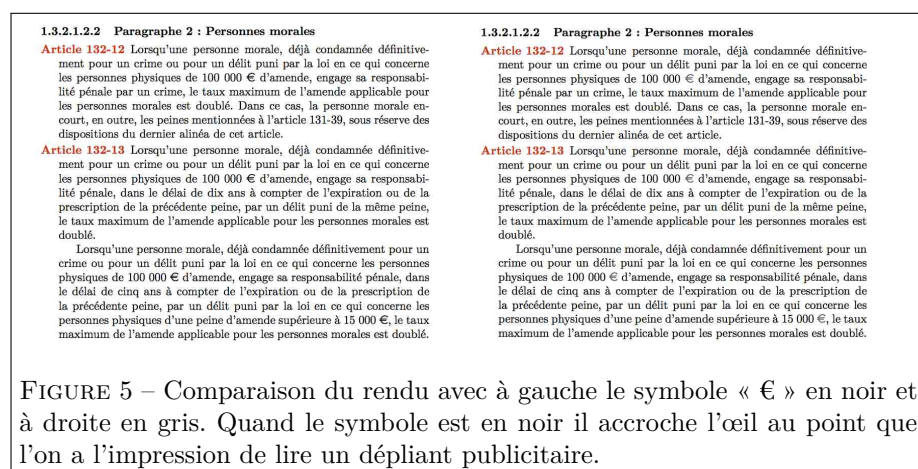 1.3.2.1.2.2 Paragraphe 2 : Personnes morales
Article 132-12 Lorsqu'une personne morale, déjà condamnée définitive-
ment pour un crime ou pour un délit puni par la loi en ce qui concerne
les personnes physiques de 100 000 € d'amende, engage sa responsabi-
lité pénale par un crime, le taux maximum de l'amende applicable pour
les personnes morales est doublé. Dans ce cas, la personne morale en-
court, en outre, les peines mentionnées à l'article 131-39, sous réserve des
dispositions du dernier alinéa de cet article.
Article 132-13 Lorsqu'une personne morale, déjà condamnée définitive-
ment pour un crime ou pour un délit puni par la loi en ce qui concerne
les personnes physiques de 100 000 € d'amende, engage sa responsabi-
lité pénale, dans le délai de dix ans à compter de l'expiration ou de la
prescription de la précédente peine, par un délit puni de la même peine,
le taux maximum de l'amende applicable pour les personnes morales est
doublé.
Lorsqu'une personne morale, déjà condamnée définitivement pour un
crime ou pour un délit puni par la loi en ce qui concerne les personnes
physiques de 100 000 € d'amende, engage sa responsabilité pénale, dans
le délai de cinq ans à compter de l'expiration ou de la prescription de
la précédente peine, par un délit puni par la loi en ce qui concerne les
personnes physiques d'une peine d'amende supérieure à 15 000 €, le taux
maximum de l'amende applicable pour les personnes morales est doublé.
1.3.2.1.2.2 Paragraphe 2 : Personnes morales
Article 132-12 Lorsqu'une personne morale, déjà condamnée définitive-
ment pour un crime ou pour un délit puni par la loi en ce qui concerne
les personnes physiques de 100 000 € d'amende, engage sa responsabi-
lité pénale par un crime, le taux maximum de l'amende applicable pour
les personnes morales est doublé. Dans ce cas, la personne morale en-
court, en outre, les peines mentionnées à l'article 131-39, sous réserve des
dispositions du dernier alinéa de cet article.
Article 132-13 Lorsqu'une personne morale, déjà condamnée définitive-
ment pour un crime ou pour un délit puni par la loi en ce qui concerne
les personnes physiques de 100 000 € d'amende, engage sa responsabi-
lité pénale, dans le délai de dix ans à compter de l'expiration ou de la
prescription de la précédente peine, par un délit puni de la même peine,
le taux maximum de l'amende applicable pour les personnes morales est
doublé.
Lorsqu'une personne morale, déjà condamnée définitivement pour un
crime ou pour un délit puni par la loi en ce qui concerne les personnes
physiques de 100 000 € d'amende, engage sa responsabilité pénale, dans
le délai de cinq ans à compter de l'expiration ou de la prescription de
la précédente peine, par un délit puni par la loi en ce qui concerne les
personnes physiques d'une peine d'amende supérieure à 15 000 €, le taux
maximum de l'amende applicable pour les personnes morales est doublé.
FIGURE 5 – Comparaison du rendu avec à gauche le symbole « € » en noir et
à droite en gris. Quand le symbole est en noir il accroche l'œil au point que
l'on a l'impression de lire un dépliant publicitaire.